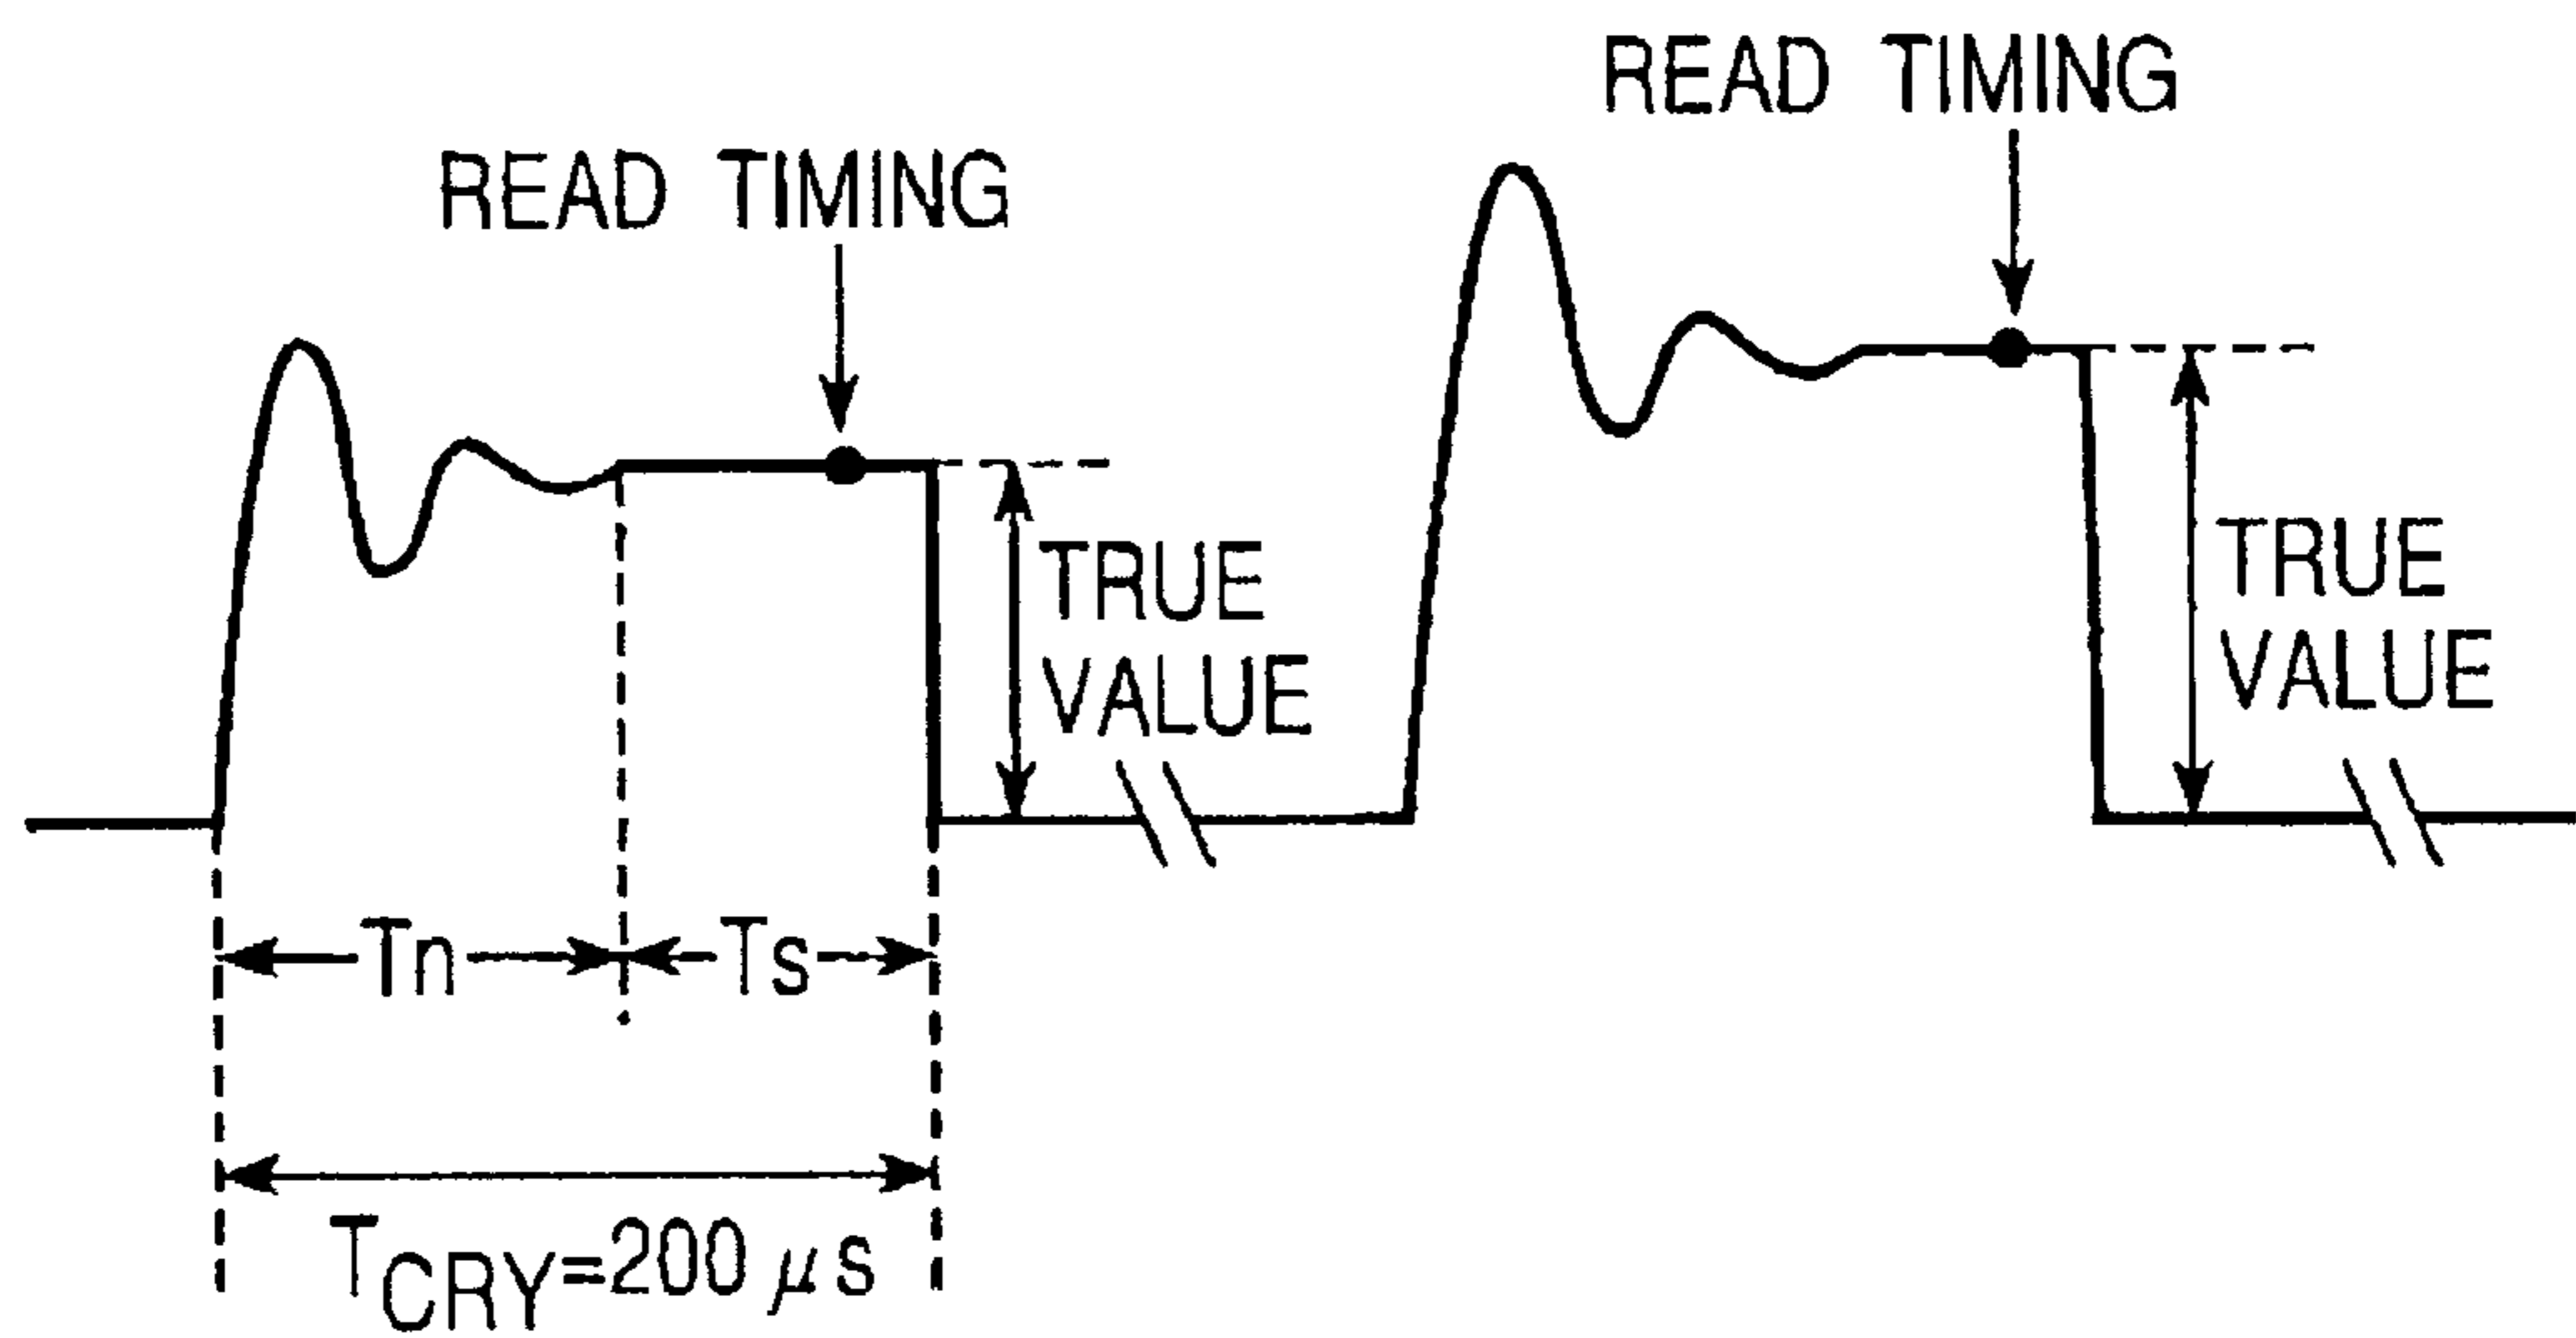 READ TIMING
READ TIMING
TRUE
VALUE
TRUE
VALUE
Tn
Ts
TCRY=200 μs